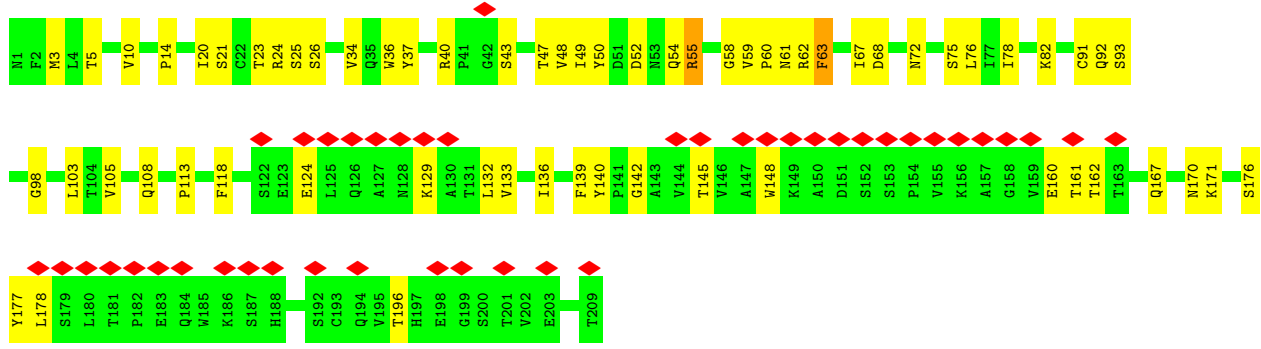 N1 F2 M3 L4 T5 V10 P14 I20 S21 C22 T23 R24 S25 S26 V34 Q35 W36 Y37 R40 P41 G42 S43 T47 V48 I49 Y50 D51 D52 N53 Q54 R55 G58 V59 P60 N61 R62 F63 I67 D68 N72 S75 L76 I77 I78 K82 C91 Q92 S93
G98 L103 T104 V105 Q108 P113 F118 S122 E123 E124 L125 Q126 A127 N128 K129 A130 T131 L132 V133 I136 F139 Y140 P141 G142 A143 V144 T145 V146 A147 W148 K149 A150 D151 S152 S153 P154 V155 K156 A157 G158 V159 E160 T161 T162 T163 Q167 N170 K171 S176
Y177 L178 S179 L180 T181 P182 E183 Q184 W185 K186 S187 H188 S192 C193 Q194 V195 T196 H197 E198 G199 S200 T201 V202 E203 T209